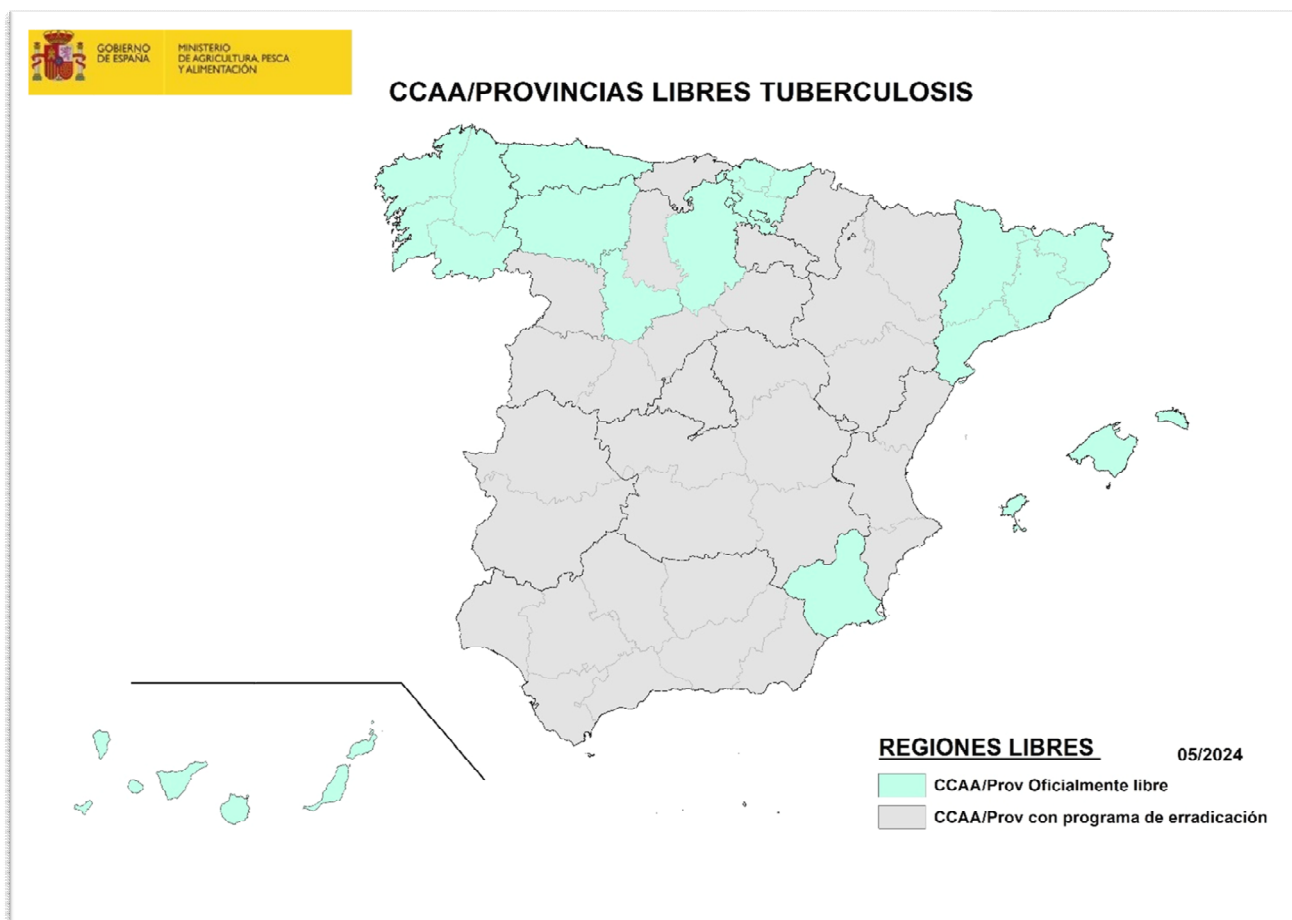 GOBIERNO
DE ESPAÑA
MINISTERIO
DE AGRICULTURA, PESCA
Y ALIMENTACIÓN
CCAA/PROVINCIAS LIBRES TUBERCULOSIS
REGIONES LIBRES
05/2024
CCAA/Prov Oficialmente libre
CCAA/Prov con programa de erradicación